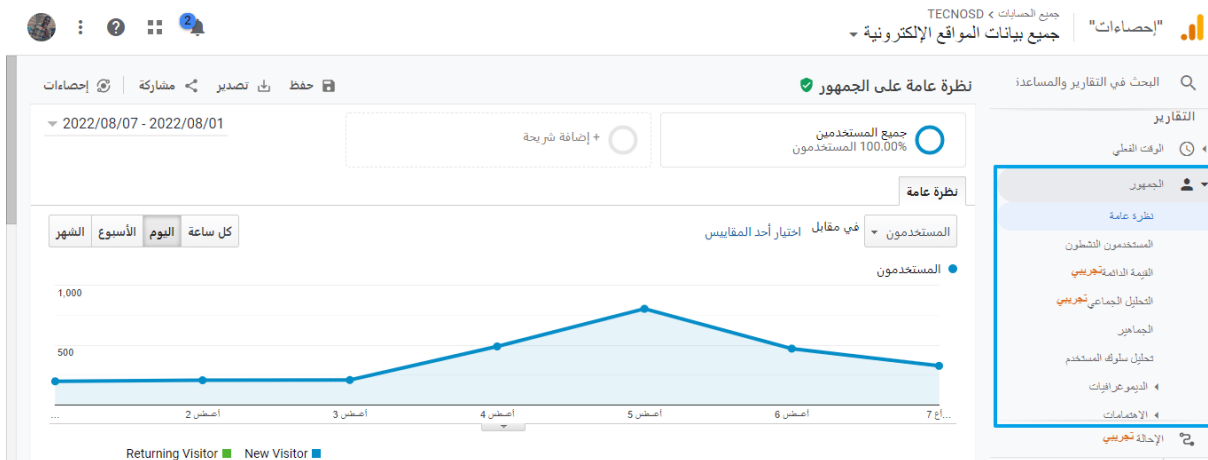 "إحصاءات"
جميع الحسابات > TECNOSD
جميع بيانات المواقع الإلكترونية
2
البحث في التقارير والمساعدة
التقارير
الوقت الفعلي
الجمهور
نظرة عامة
المستخدمون النشطون
القيمة الدائمة تجريبي
التحليل الجماعي تجريبي
الجماهير
تحليل سلوك المستخدم
الديموغرافيات
الاهتمامات
الإحالة تجريبي
نظرة عامة على الجمهور
حفظ تصدير مشاركة إحصاءات
2022/08/07 - 2022/08/01
جميع المستخدمين
100.00% المستخدمون
+ إضافة شريحة
نظرة عامة
المستخدمون في مقابل اختيار أحد المقاييس
كل ساعة اليوم الأسبوع الشهر
المستخدمون
1,000
500
... أغسطس 2 أغسطس 3 أغسطس 4 أغسطس 5 أغسطس 6 أغ 7...
Returning Visitor New Visitor